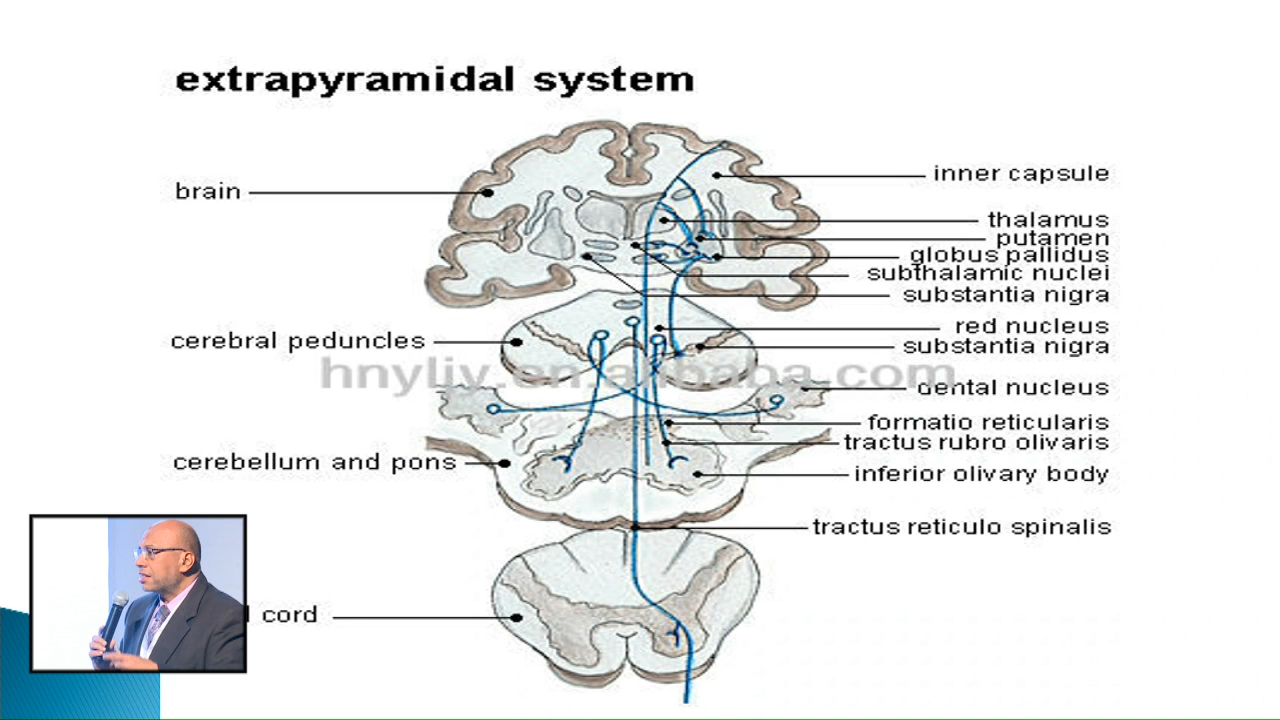 extrapyramidal system
brain
inner capsule
thalamus
putamen
globus pallidus
subthalamic nuclei
substantia nigra
red nucleus
cerebral peduncles
substantia nigra
dental nucleus
formatio reticularis
tractus rubro olivaris
cerebellum and pons
inferior olivary body
tractus reticulo spinalis
cord